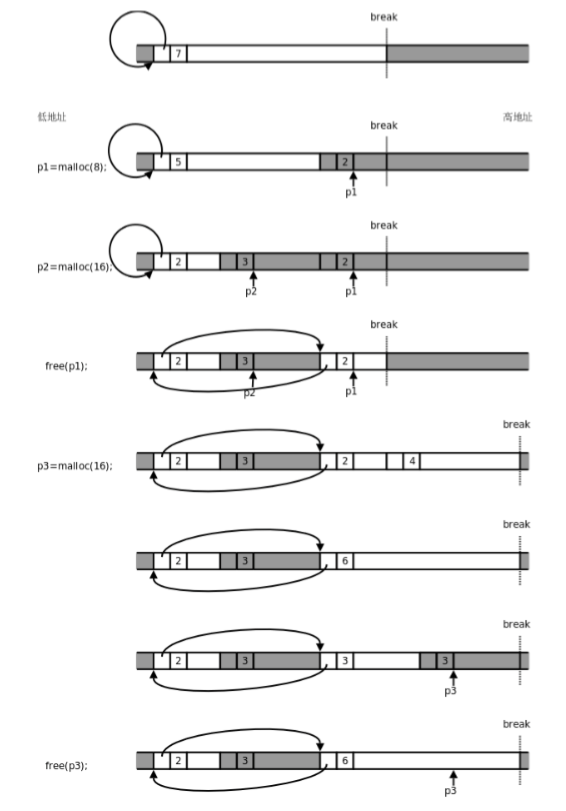 break
7
低地址
高地址
break
p1=malloc(8);
5
2
p1
break
p2=malloc(16);
2
3
2
p2
p1
break
free(p1);
2
3
2
p2
p1
break
p3=malloc(16);
2
3
2
4
break
2
3
6
break
2
3
3
3
p3
break
free(p3);
2
3
6
p3